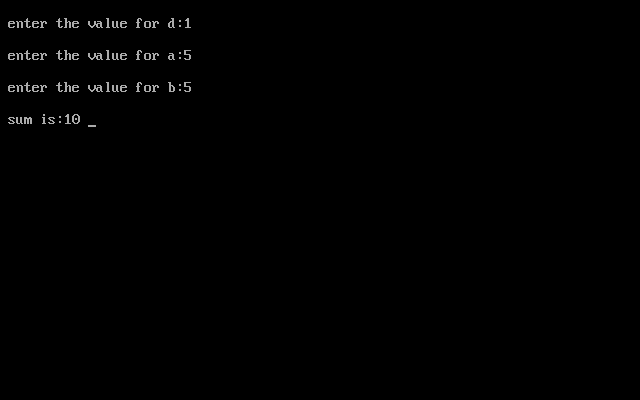 enter the value for d:1
enter the value for a:5
enter the value for b:5
sum is:10 _